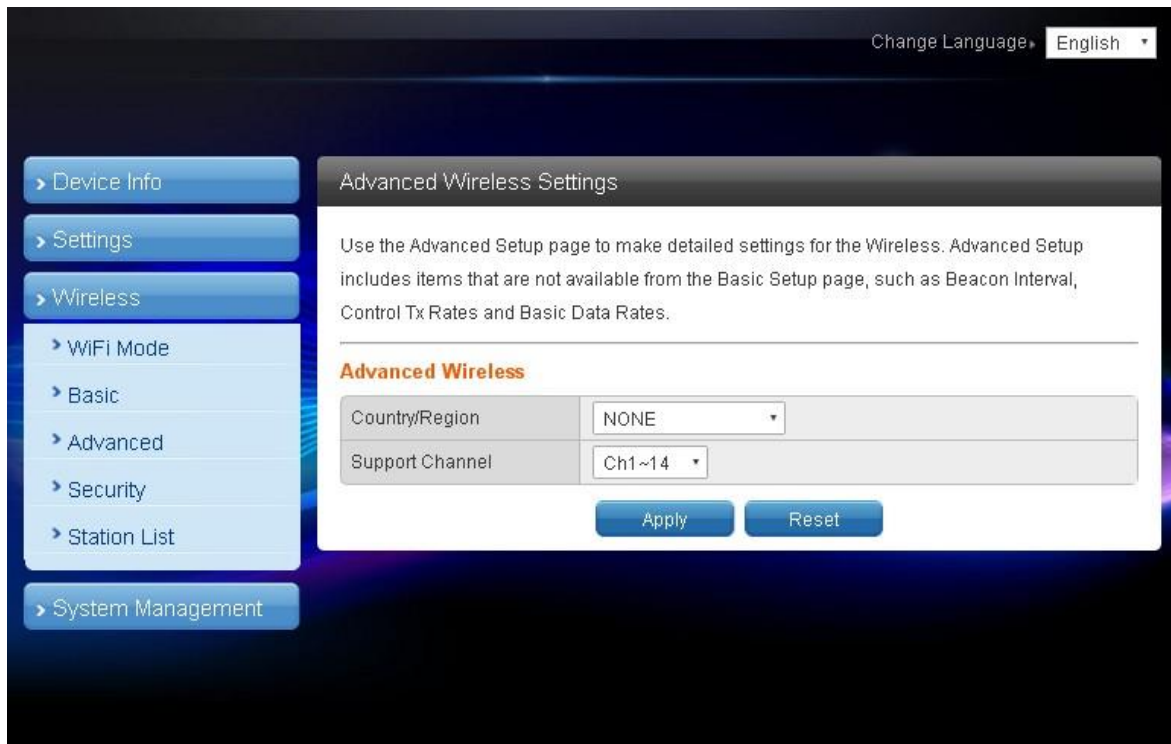 Change Language
English
Device Info
Settings
Wireless
WiFi Mode
Basic
Advanced
Security
Station List
System Management
Advanced Wireless Settings
Use the Advanced Setup page to make detailed settings for the Wireless. Advanced Setup
includes items that are not available from the Basic Setup page, such as Beacon Interval,
Control Tx Rates and Basic Data Rates.
Advanced Wireless
Country/Region NONE
Support Channel Ch1~14
Apply Reset